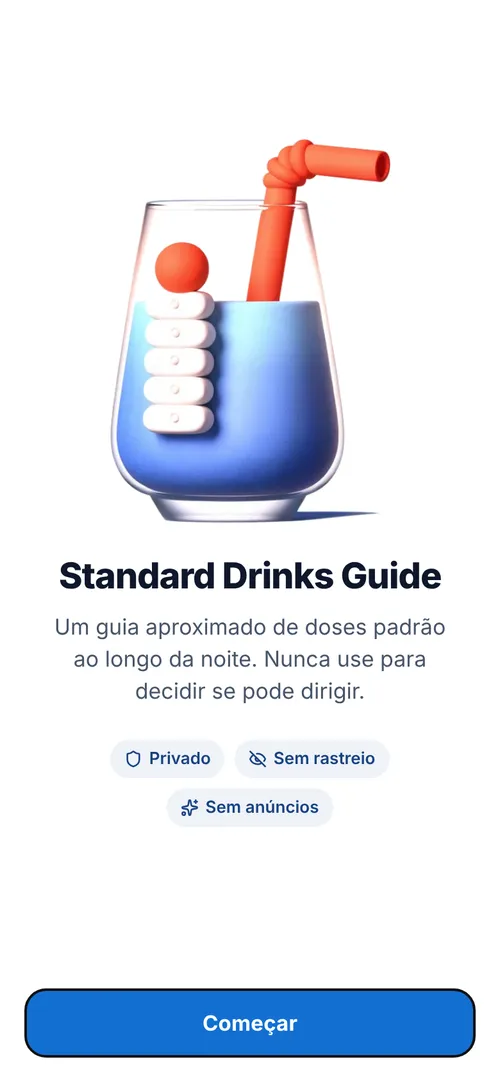 Standard Drinks Guide
Um guia aproximado de doses padrão
ao longo da noite. Nunca use para
decidir se pode dirigir.
Privado
Sem rastreio
Sem anúncios
Começar